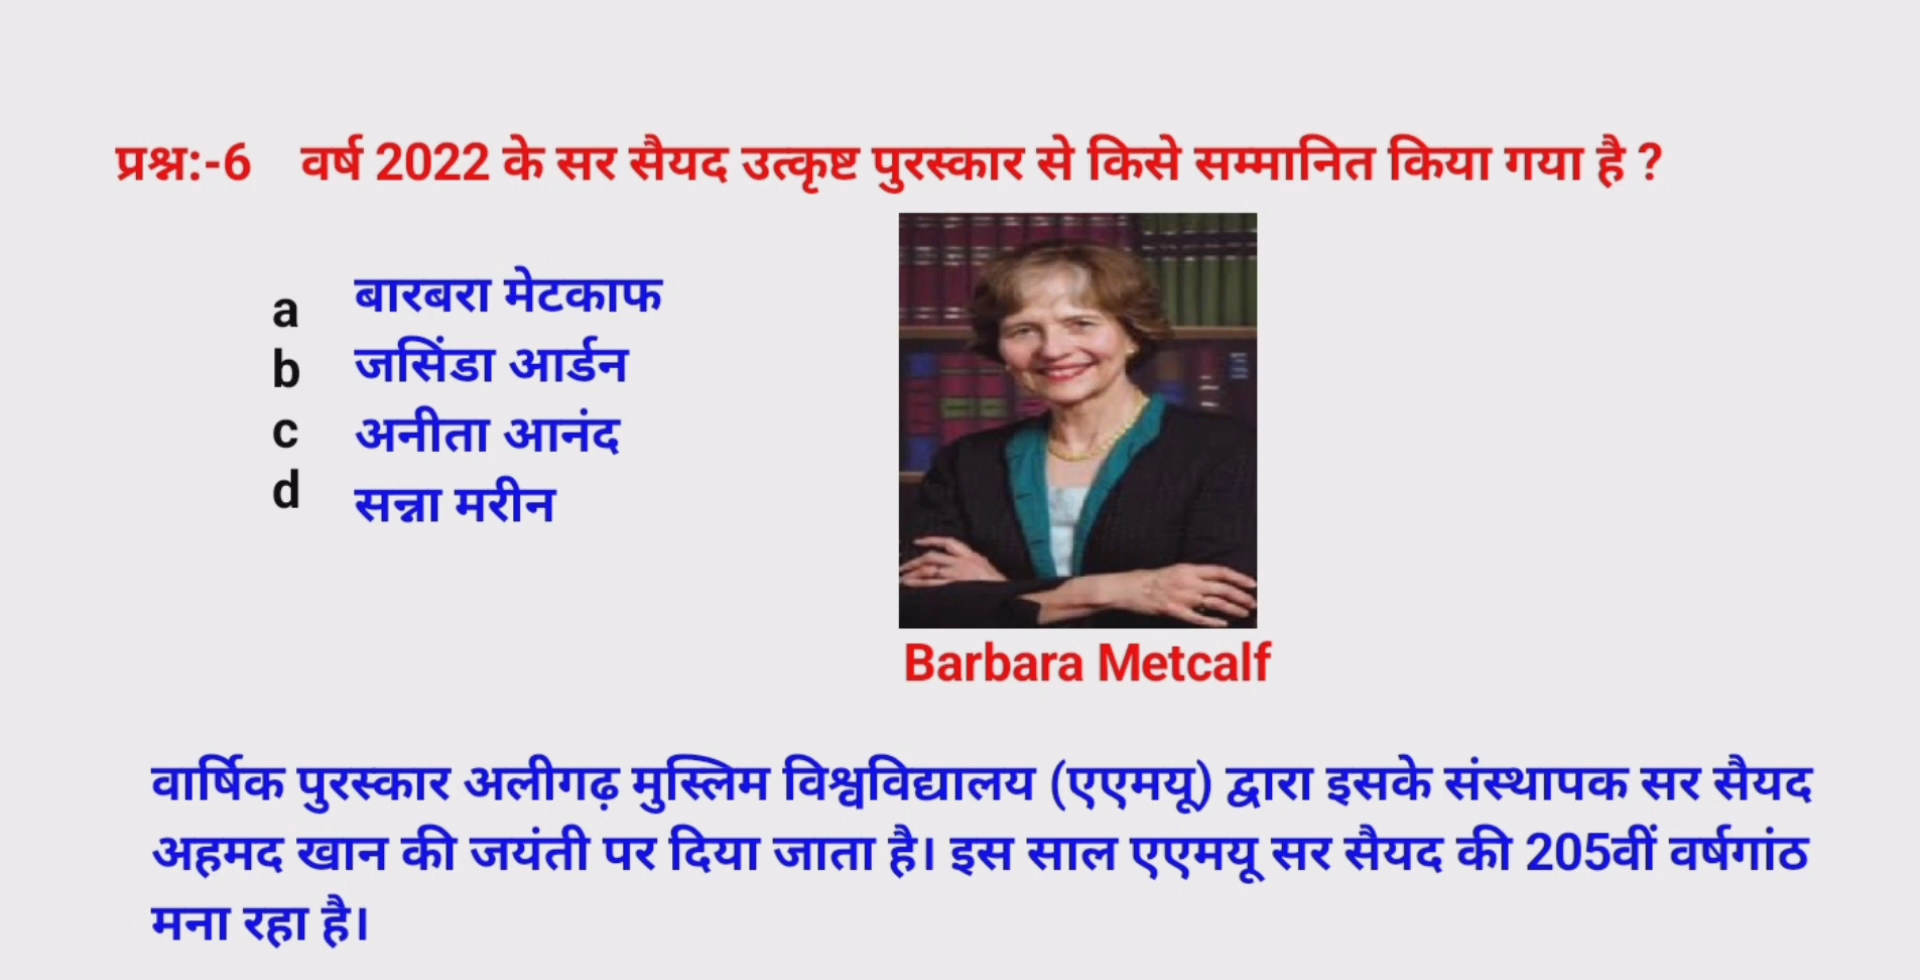 प्रश्न:-6 वर्ष 2022 के सर सैयद उत्कृष्ट पुरस्कार से किसे सम्मानित किया गया है ?
a बारबरा मेटकाफ
b जसिंडा आर्डन
c अनीता आनंद
d सन्ना मरीन
Barbara Metcalf
वार्षिक पुरस्कार अलीगढ़ मुस्लिम विश्वविद्यालय (एएमयू) द्वारा इसके संस्थापक सर सैयद
अहमद खान की जयंती पर दिया जाता है। इस साल एएमयू सर सैयद की 205वीं वर्षगांठ
मना रहा है।